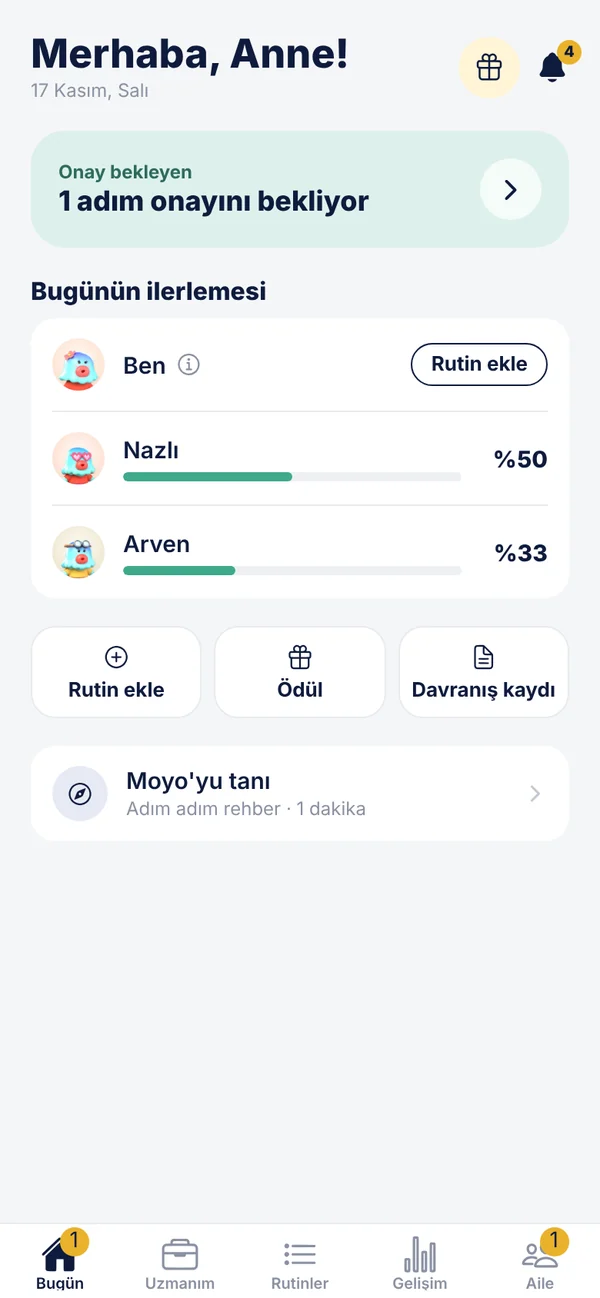 Merhaba, Anne!
17 Kasım, Salı
4
Onay bekleyen
1 adım onayını bekliyor
Bugünün ilerlemesi
Ben
Rutin ekle
Nazlı
%50
Arven
%33
Rutin ekle
Ödül
Davranış kaydı
Moyo'yu tanı
Adım adım rehber · 1 dakika
1
1
Bugün
Uzmanım
Rutinler
Gelişim
Aile